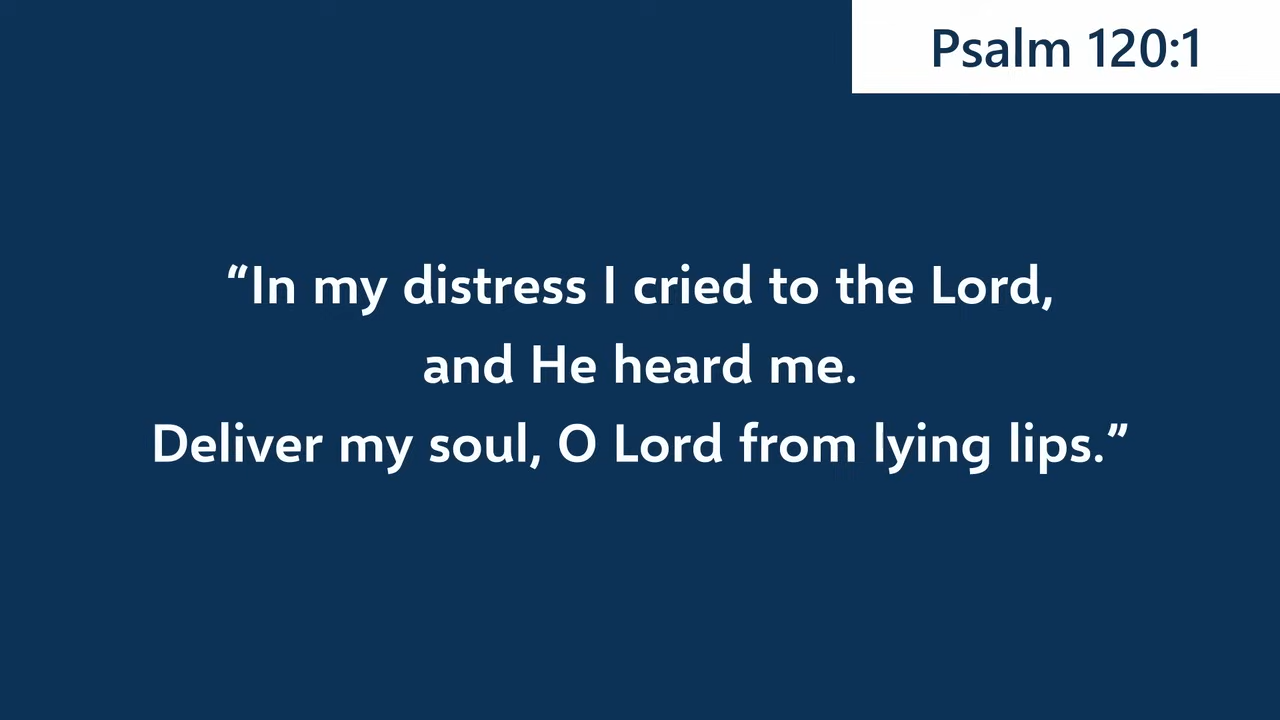 Psalm 120:1
“In my distress I cried to the Lord,
and He heard me.
Deliver my soul, O Lord from lying lips.”